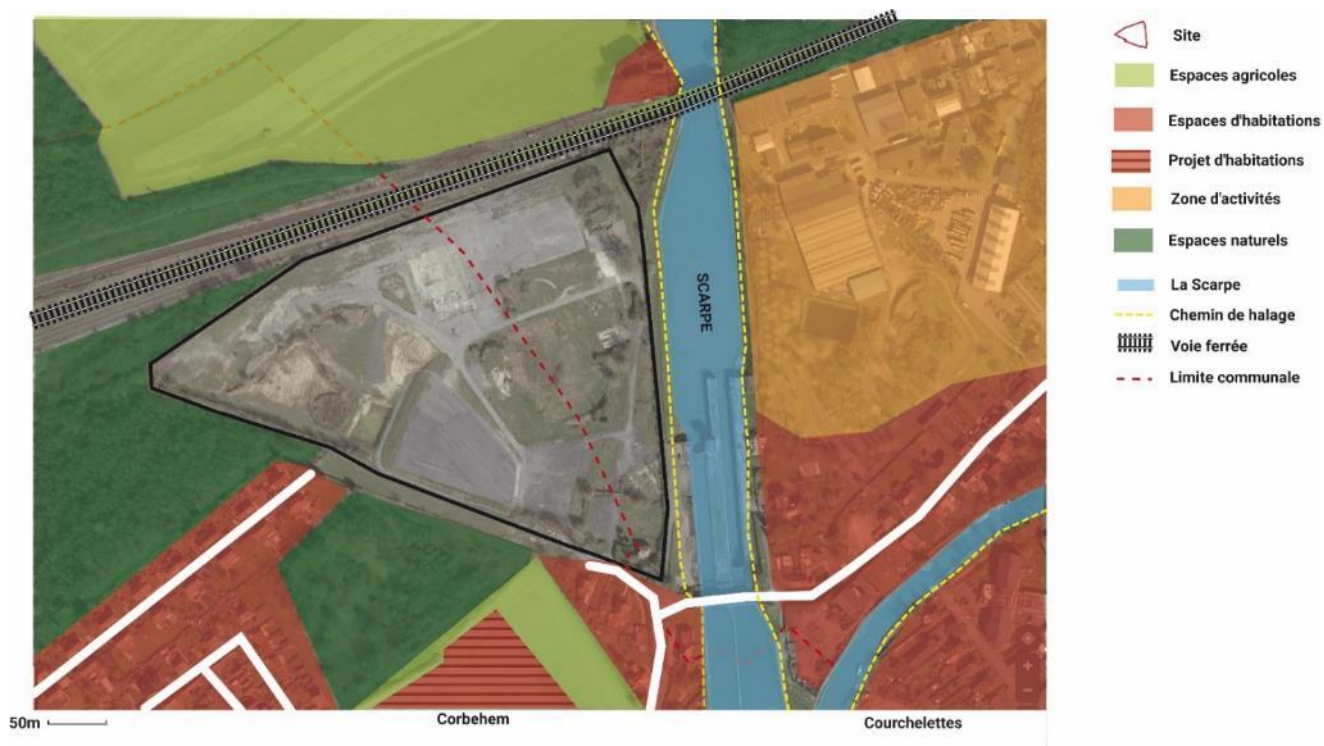 Site
Espaces agricoles
Espaces d'habitations
Projet d'habitations
Zone d'activités
Espaces naturels
La Scarpe
Chemin de halage
Voie ferrée
Limite communale
SCARPE
50m
Corbehem
Courchelettes